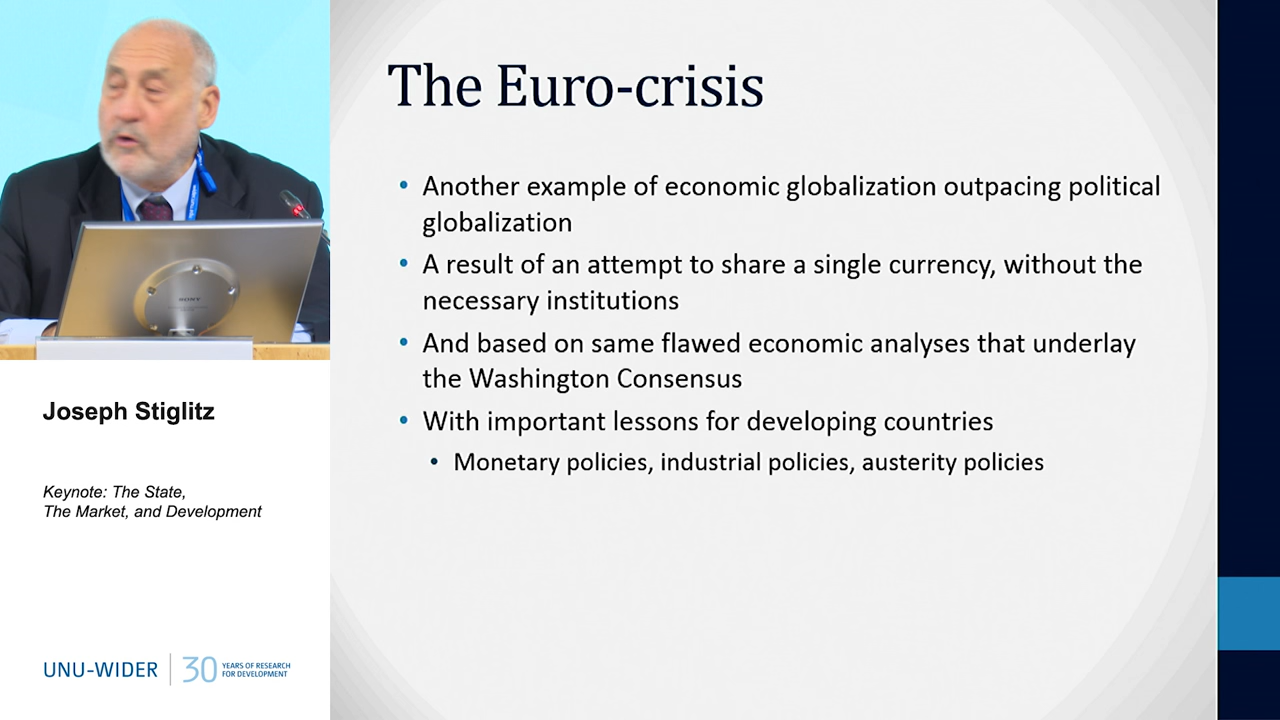 The Euro-crisis
• Another example of economic globalization outpacing political
globalization
• A result of an attempt to share a single currency, without the
necessary institutions
• And based on same flawed economic analyses that underlay
the Washington Consensus
• With important lessons for developing countries
• Monetary policies, industrial policies, austerity policies
SONY
Joseph Stiglitz
Keynote: The State,
The Market, and Development
UNU-WIDER
30
YEARS OF RESEARCH
FOR DEVELOPMENT